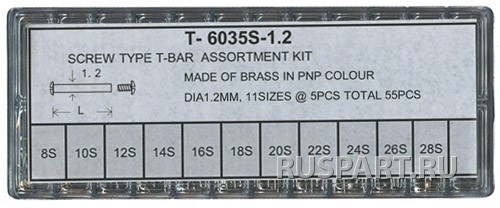 T- 6035S-1.2
SCREW TYPE T-BAR ASSORTMENT KIT
1. 2
L
MADE OF BRASS IN PNP COLOUR
DIA1.2MM, 11SIZES @ 5PCS TOTAL 55PCS
8S 10S 12S 14S 16S 18S 20S 22S 24S 26S 28S
RUSPART.RU